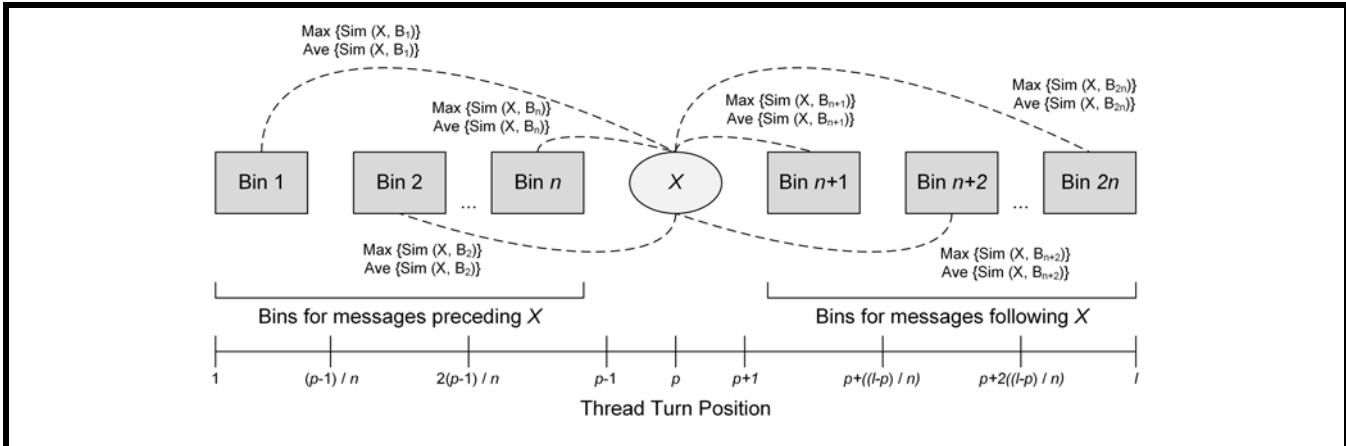 Max {Sim (X, B1)}
Ave {Sim (X, B1)}
Max {Sim (X, Bn)}
Ave {Sim (X, Bn)}
Max {Sim (X, Bn+1)}
Ave {Sim (X, Bn+1)}
Max {Sim (X, B2n)}
Ave {Sim (X, B2n)}
Bin 1
Bin 2
...
Bin n
X
Bin n+1
Bin n+2
...
Bin 2n
Max {Sim (X, B2)}
Ave {Sim (X, B2)}
Max {Sim (X, Bn+2)}
Ave {Sim (X, Bn+2)}
Bins for messages preceding X
Bins for messages following X
1
(p-1) / n
2(p-1) / n
p-1
p
p+1
p+((l-p) / n)
p+2((l-p) / n)
l
Thread Turn Position